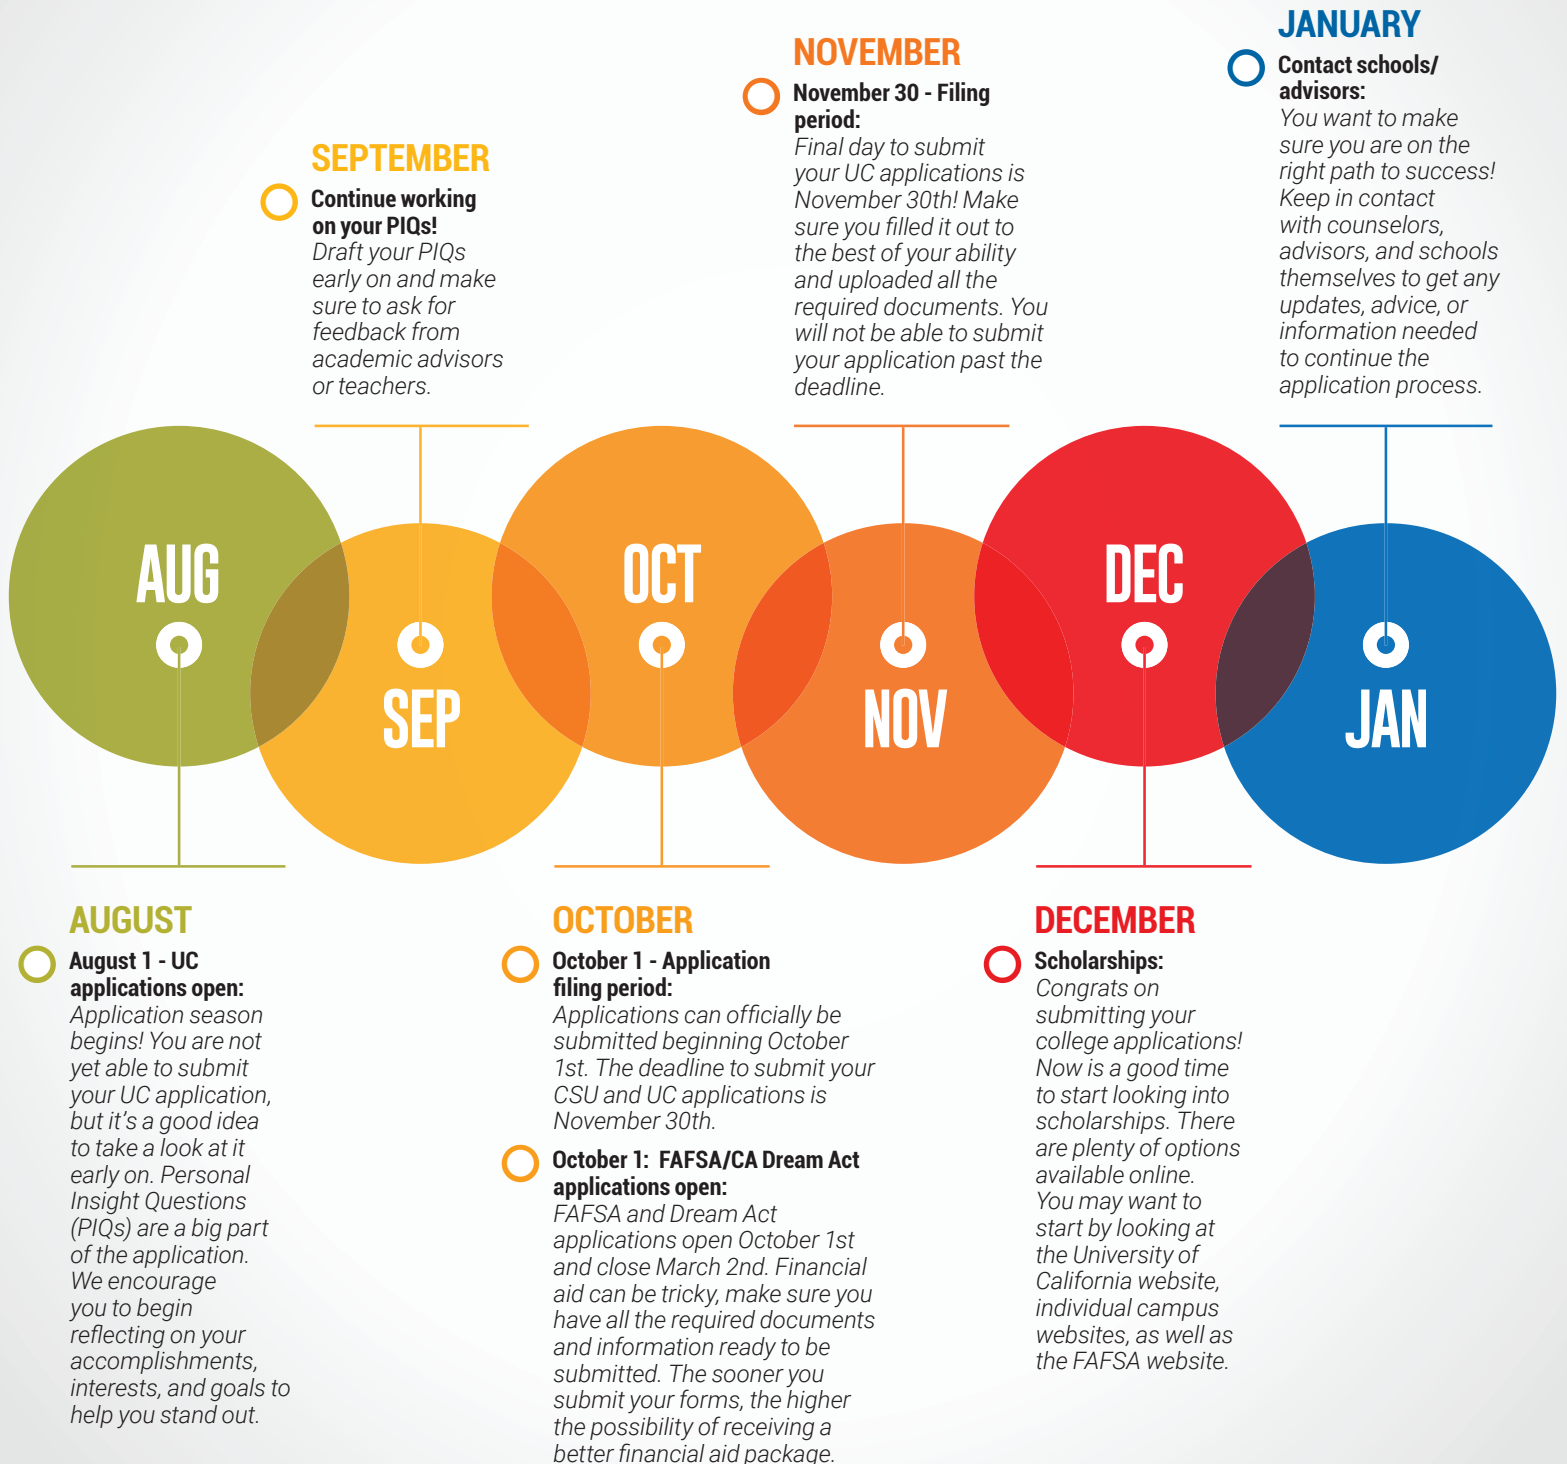 JANUARY
Contact schools/
advisors:
You want to make
sure you are on the
right path to success!
Keep in contact
with counselors,
advisors, and schools
themselves to get any
updates, advice, or
information needed
to continue the
application process.
NOVEMBER
November 30 - Filing
period:
Final day to submit
your UC applications is
November 30th! Make
sure you filled it out to
the best of your ability
and uploaded all the
required documents. You
will not be able to submit
your application past the
deadline.
SEPTEMBER
Continue working
on your PIQs!
Draft your PIQs
early on and make
sure to ask for
feedback from
academic advisors
or teachers.
AUG
SEP
OCT
NOV
DEC
JAN
AUGUST
August 1 - UC
applications open:
Application season
begins! You are not
yet able to submit
your UC application,
but it's a good idea
to take a look at it
early on. Personal
Insight Questions
(PIQs) are a big part
of the application.
We encourage
you to begin
reflecting on your
accomplishments,
interests, and goals to
help you stand out.
OCTOBER
October 1 - Application
filing period:
Applications can officially be
submitted beginning October
1st. The deadline to submit your
CSU and UC applications is
November 30th.
October 1: FAFSA/CA Dream Act
applications open:
FAFSA and Dream Act
applications open October 1st
and close March 2nd. Financial
aid can be tricky, make sure you
have all the required documents
and information ready to be
submitted. The sooner you
submit your forms, the higher
the possibility of receiving a
better financial aid package.
DECEMBER
Scholarships:
Congrats on
submitting your
college applications!
Now is a good time
to start looking into
scholarships. There
are plenty of options
available online.
You may want to
start by looking at
the University of
California website,
individual campus
websites, as well as
the FAFSA website.